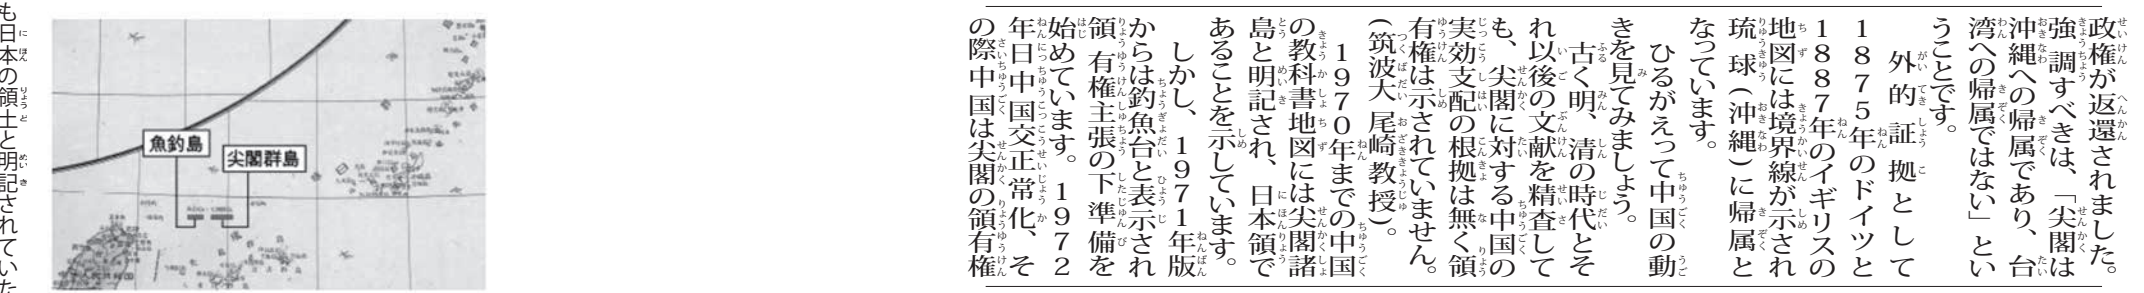 政権が返還されました。
強調すべきは、「尖閣は
沖縄への帰属であり、台
湾への帰属ではない」とい
うことです。
外的証拠として
1875年のドイツと
1887年のイギリスの
地図には境界線が示され
琉球(沖縄)に帰属と
なっています。
ひるがえって中国の動
きを見てみましょう。
古く明、清の時代とそ
れ以後の文献を精査して
も、尖閣に対する中国の
実効支配の根拠は無く領
有権は示されていません。
(筑波大 尾崎教授)。
1970年までの中国
の教科書地図には尖閣諸
島と明記され、日本領で
あることを示しています。
しかし、1971年版
からは釣魚台と表示され
領有権主張の下準備を
始めています。1972
年日中国交正常化、そ
の際中国は尖閣の領有権
魚釣島
尖閣群島
も日本の領土と明記されていた